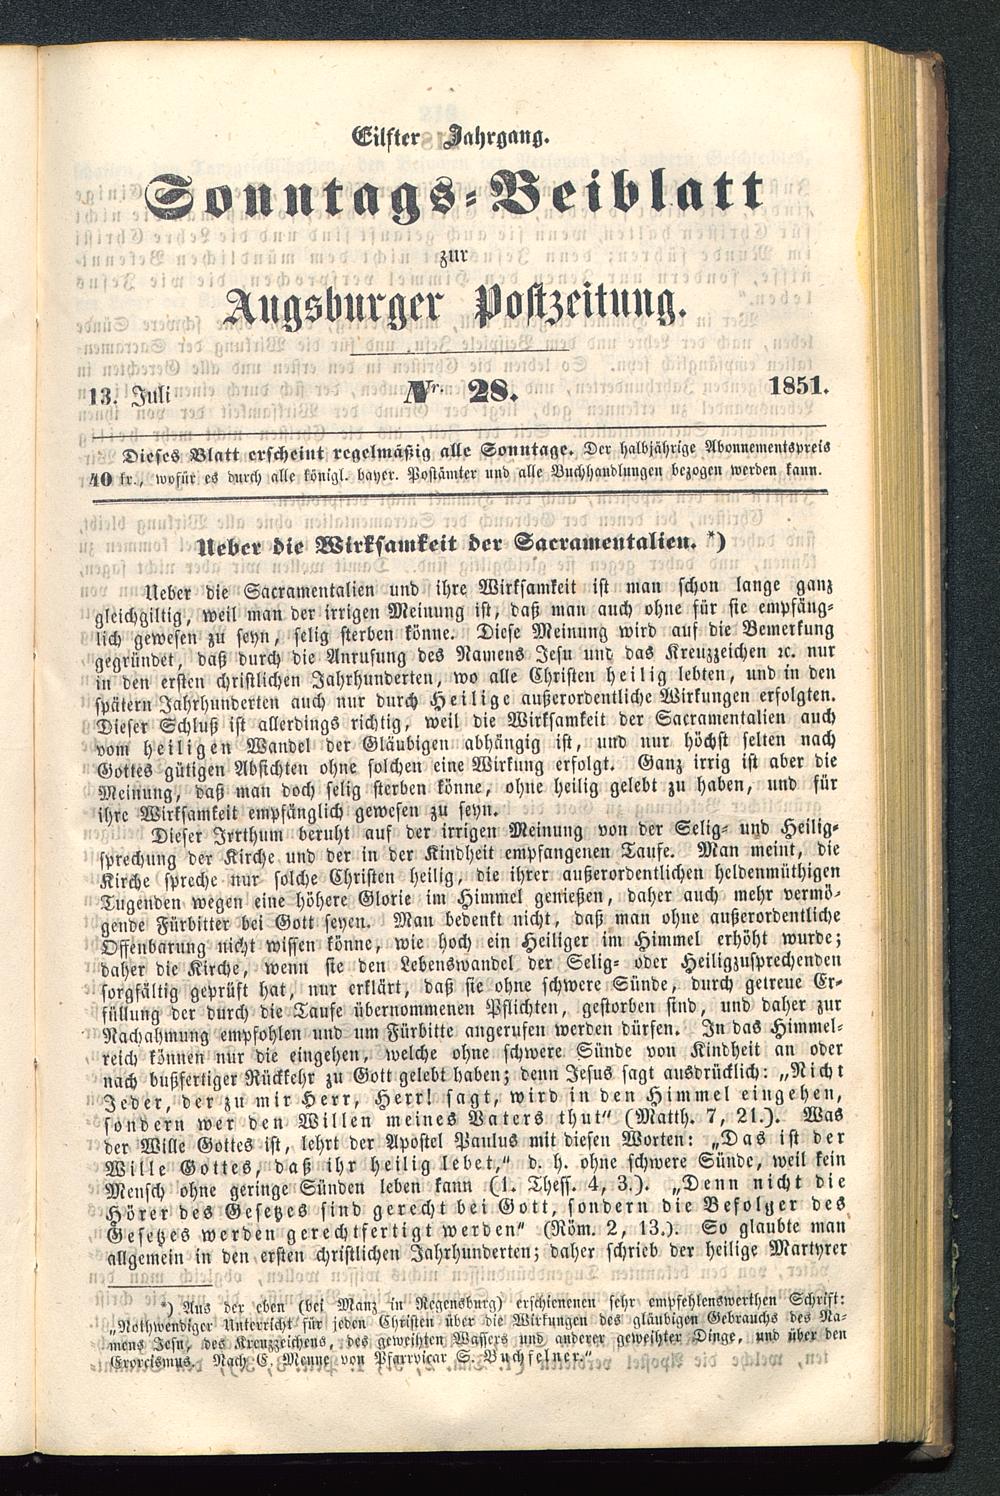 Eilfter Jahrgang.
Sonntags-Beiblatt
zur
Augsburger Postzeitung.
13. Juli Nr. 28. 1851.
Dieses Blatt erscheint regelmäßig alle Sonntage. Der halbjährige Abonnementspreis
40 kr., wofür es durch alle königl. bayer. Postämter und alle Buchhandlungen bezogen werden kann.
Ueber die Wirksamkeit der Sacramentalien. *)
Ueber die Sacramentalien und ihre Wirksamkeit ist man schon lange ganz
gleichgiltig, weil man der irrigen Meinung ist, daß man auch ohne für sie empfäng-
lich gewesen zu seyn, selig sterben könne. Diese Meinung wird auf die Bemerkung
gegründet, daß durch die Anrufung des Namens Jesu und das Kreuzzeichen ꝛc. nur
in den ersten christlichen Jahrhunderten, wo alle Christen heilig lebten, und in den
spätern Jahrhunderten auch nur durch Heilige außerordentliche Wirkungen erfolgten.
Dieser Schluß ist allerdings richtig, weil die Wirksamkeit der Sacramentalien auch
vom heiligen Wandel der Gläubigen abhängig ist, und nur höchst selten nach
Gottes gütigen Absichten ohne solchen eine Wirkung erfolgt. Ganz irrig ist aber die
Meinung, daß man doch selig sterben könne, ohne heilig gelebt zu haben, und für
ihre Wirksamkeit empfänglich gewesen zu seyn.
Dieser Irrthum beruht auf der irrigen Meinung von der Selig- und Heilig-
sprechung der Kirche und der in der Kindheit empfangenen Taufe. Man meint, die
Kirche spreche nur solche Christen heilig, die ihrer außerordentlichen heldenmüthigen
Tugenden wegen eine höhere Glorie im Himmel genießen, daher auch mehr vermö-
gende Fürbitter bei Gott seyen. Man bedenkt nicht, daß man ohne außerordentliche
Offenbarung nicht wissen könne, wie hoch ein Heiliger im Himmel erhöht wurde;
daher die Kirche, wenn sie den Lebenswandel der Selig- oder Heiligzusprechenden
sorgfältig geprüft hat, nur erklärt, daß sie ohne schwere Sünde, durch getreue Er-
füllung der durch die Taufe übernommenen Pflichten, gestorben sind, und daher zur
Nachahmung empfohlen und um Fürbitte angerufen werden dürfen. In das Himmel-
reich können nur die eingehen, welche ohne schwere Sünde von Kindheit an oder
nach bußfertiger Rückkehr zu Gott gelebt haben; denn Jesus sagt ausdrücklich: „Nicht
Jeder, der zu mir Herr, Herr! sagt, wird in den Himmel eingehen,
sondern wer den Willen meines Vaters thut“ (Matth. 7, 21.). Was
der Wille Gottes ist, lehrt der Apostel Paulus mit diesen Worten: „Das ist der
Wille Gottes, daß ihr heilig lebet,“ d. h. ohne schwere Sünde, weil kein
Mensch ohne geringe Sünden leben kann (1. Thess. 4, 3.). „Denn nicht die
Hörer des Gesetzes sind gerecht bei Gott, sondern die Befolger des
Gesetzes werden gerechtfertigt werden“ (Röm. 2, 13.). So glaubte man
allgemein in den ersten christlichen Jahrhunderten; daher schrieb der heilige Martyrer
*) Aus der eben (bei Manz in Regensburg) erschienenen sehr empfehlenswerthen Schrift:
„Nothwendiger Unterricht für jeden Christen über die Wirkungen des gläubigen Gebrauchs des Na-
mens Jesu, des Kreuzzeichens, des geweihten Wassers und anderer geweihter Dinge, und über den
Exorcismus. Nach C. Menne von Pfarrvicar S. Buchfelner.“